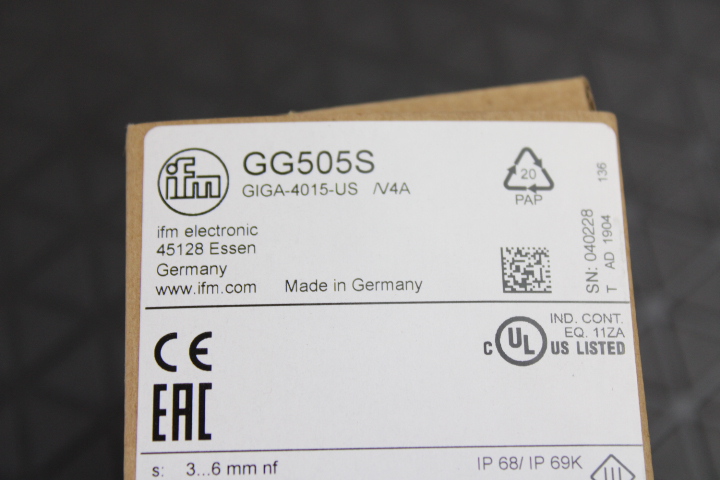 ifm
GG505S
GIGA-4015-US /V4A
ifm electronic
45128 Essen
Germany
www.ifm.com
Made in Germany
20
PAP
SN: 040228
T AD 1904
136
CE
EAC
C UL US LISTED
IND. CONT.
EQ. 11ZA
s: 3...6 mm nf
IP 68/ IP 69K
III